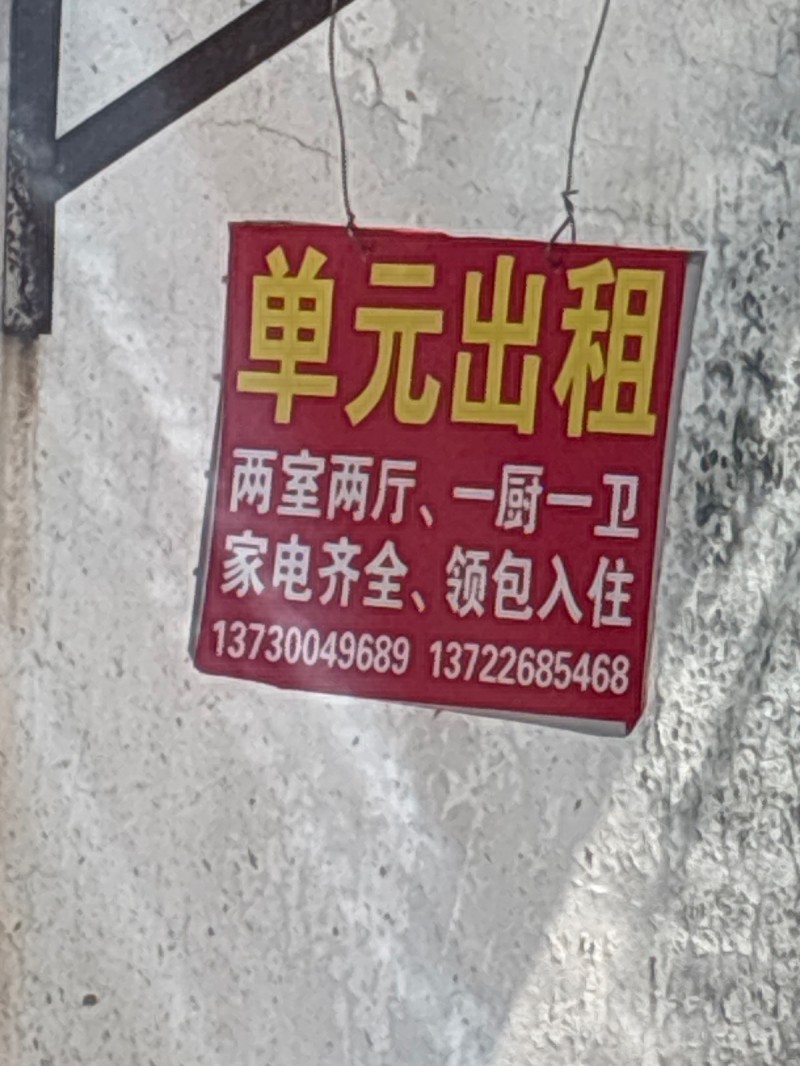 单元出租
两室两厅、一厨一卫
家电齐全、领包入住
13730049689 13722685468